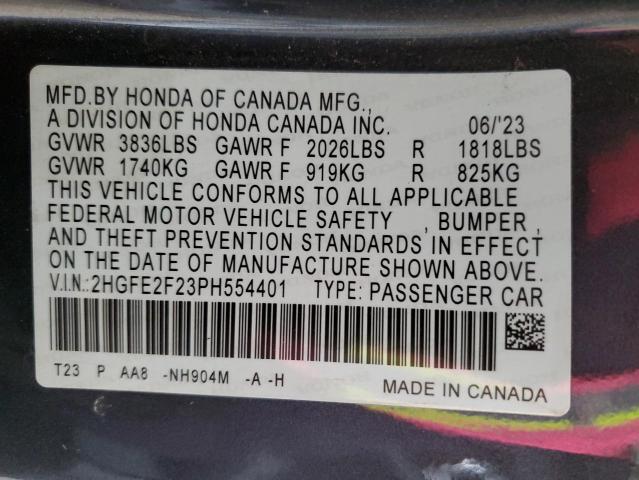 MFD.BY HONDA OF CANADA MFG.,
A DIVISION OF HONDA CANADA INC. 06/'23
GVWR 3836LBS GAWR F 2026LBS R 1818LBS
GVWR 1740KG GAWR F 919KG R 825KG
THIS VEHICLE CONFORMS TO ALL APPLICABLE
FEDERAL MOTOR VEHICLE SAFETY , BUMPER ,
AND THEFT PREVENTION STANDARDS IN EFFECT
ON THE DATE OF MANUFACTURE SHOWN ABOVE.
V.I.N.:2HGFE2F23PH554401 TYPE: PASSENGER CAR
T23 P AA8 -NH904M -A -H
MADE IN CANADA